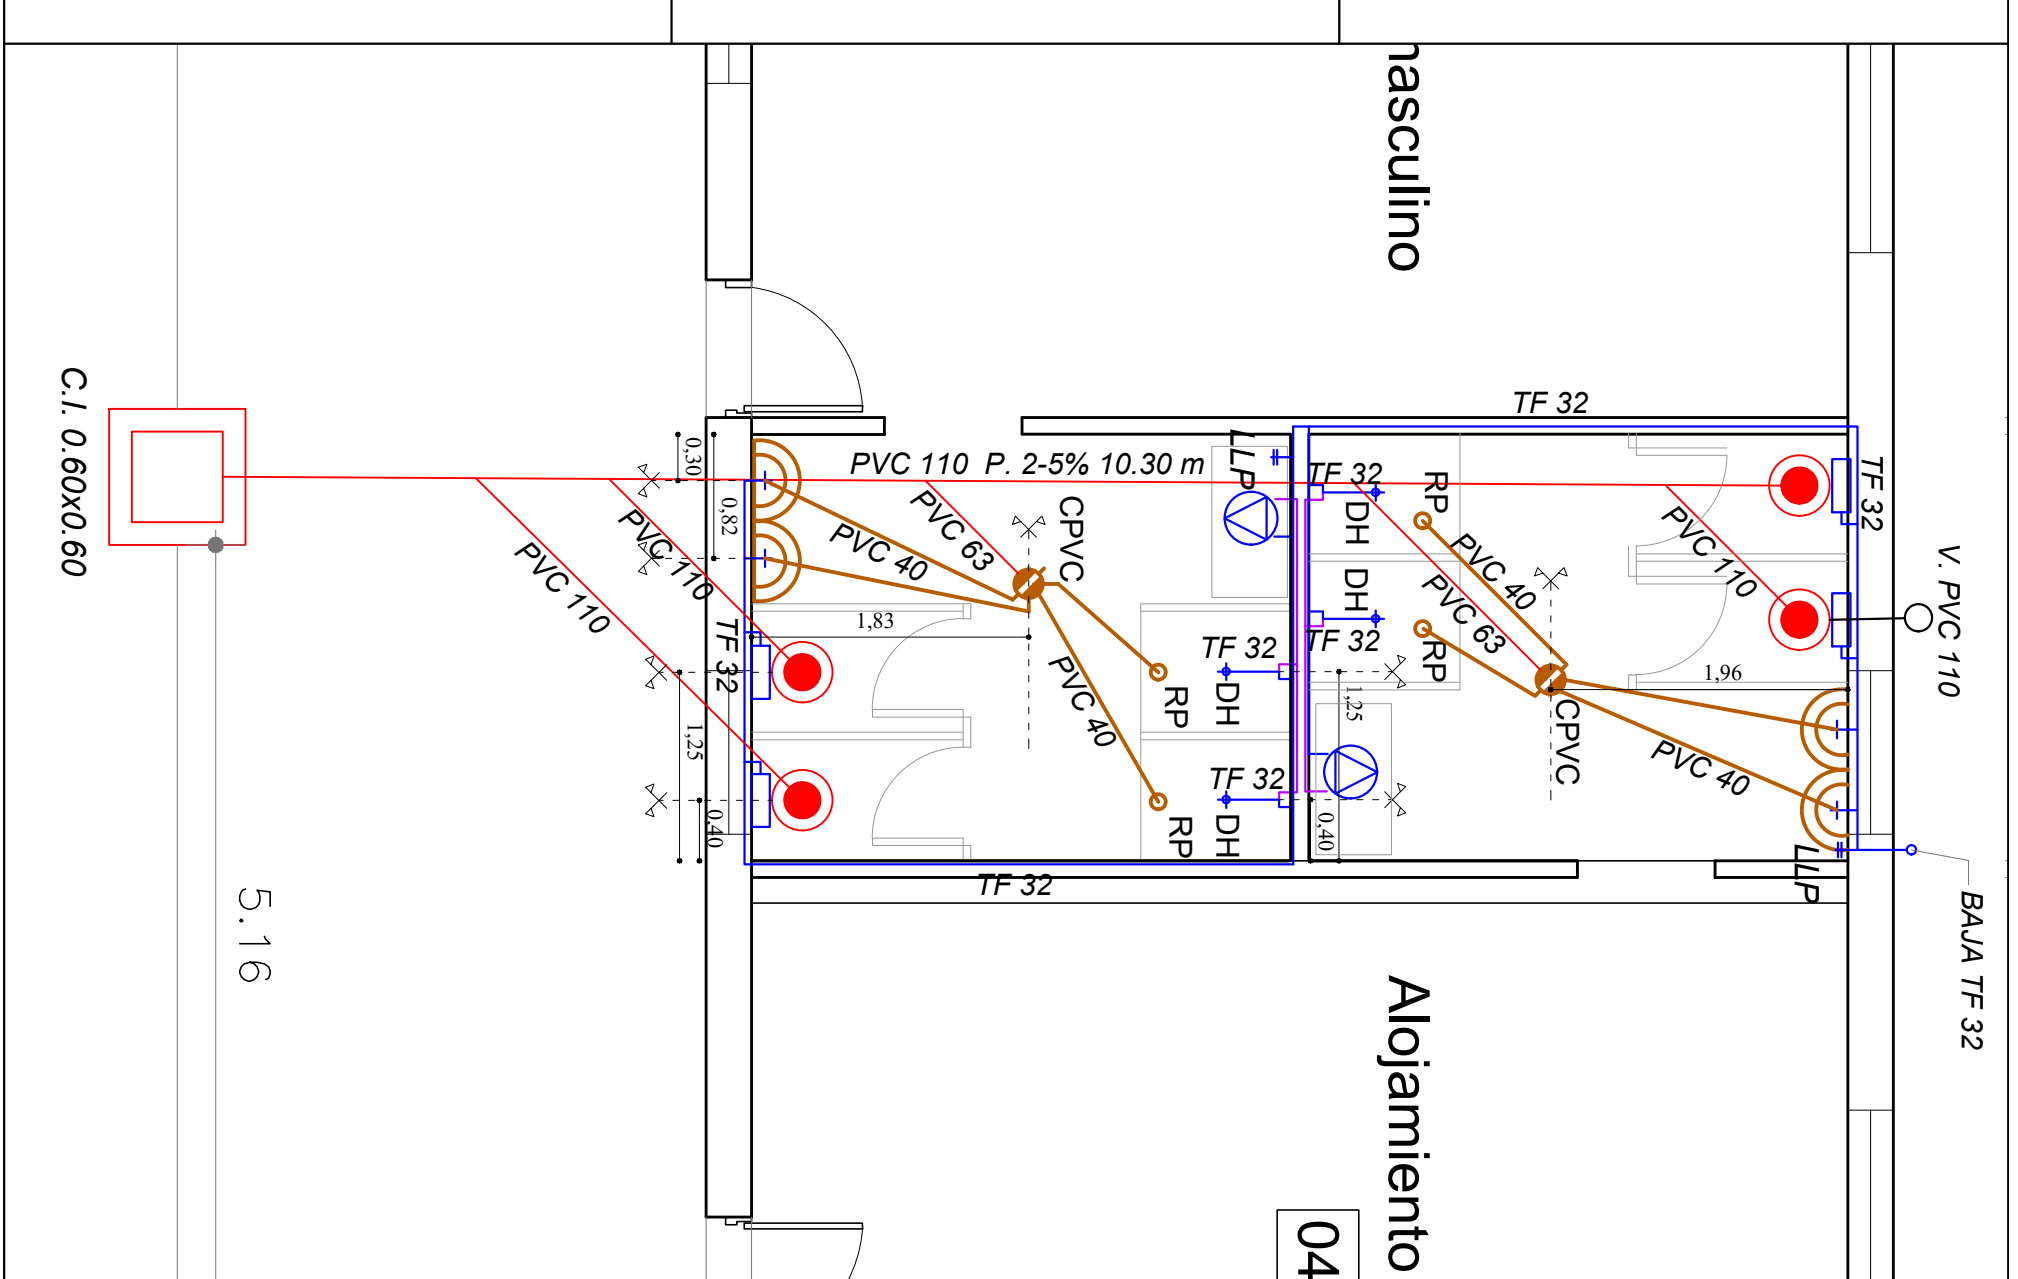 nasculino
TF 32
C.I. 0.60x0.60
0,30
PVC 110 P. 2-5% 10.30 m
LLP
TF 32
RP
TF 32
0,82
PVC 63
CPVC
DH
PVC 110
PVC 40
PVC 40
PVC 110
V. PVC 110
PVC 110
DH
PVC 63
1,83
TF 32
TF 32
TF 32
RP
1,96
PVC 40
RP
DH
1,25
CPVC
1,25
PVC 40
TF 32
0,40
RP
DH
0,40
LLP
TF 32
BAJA TF 32
5.16
Alojamiento
04